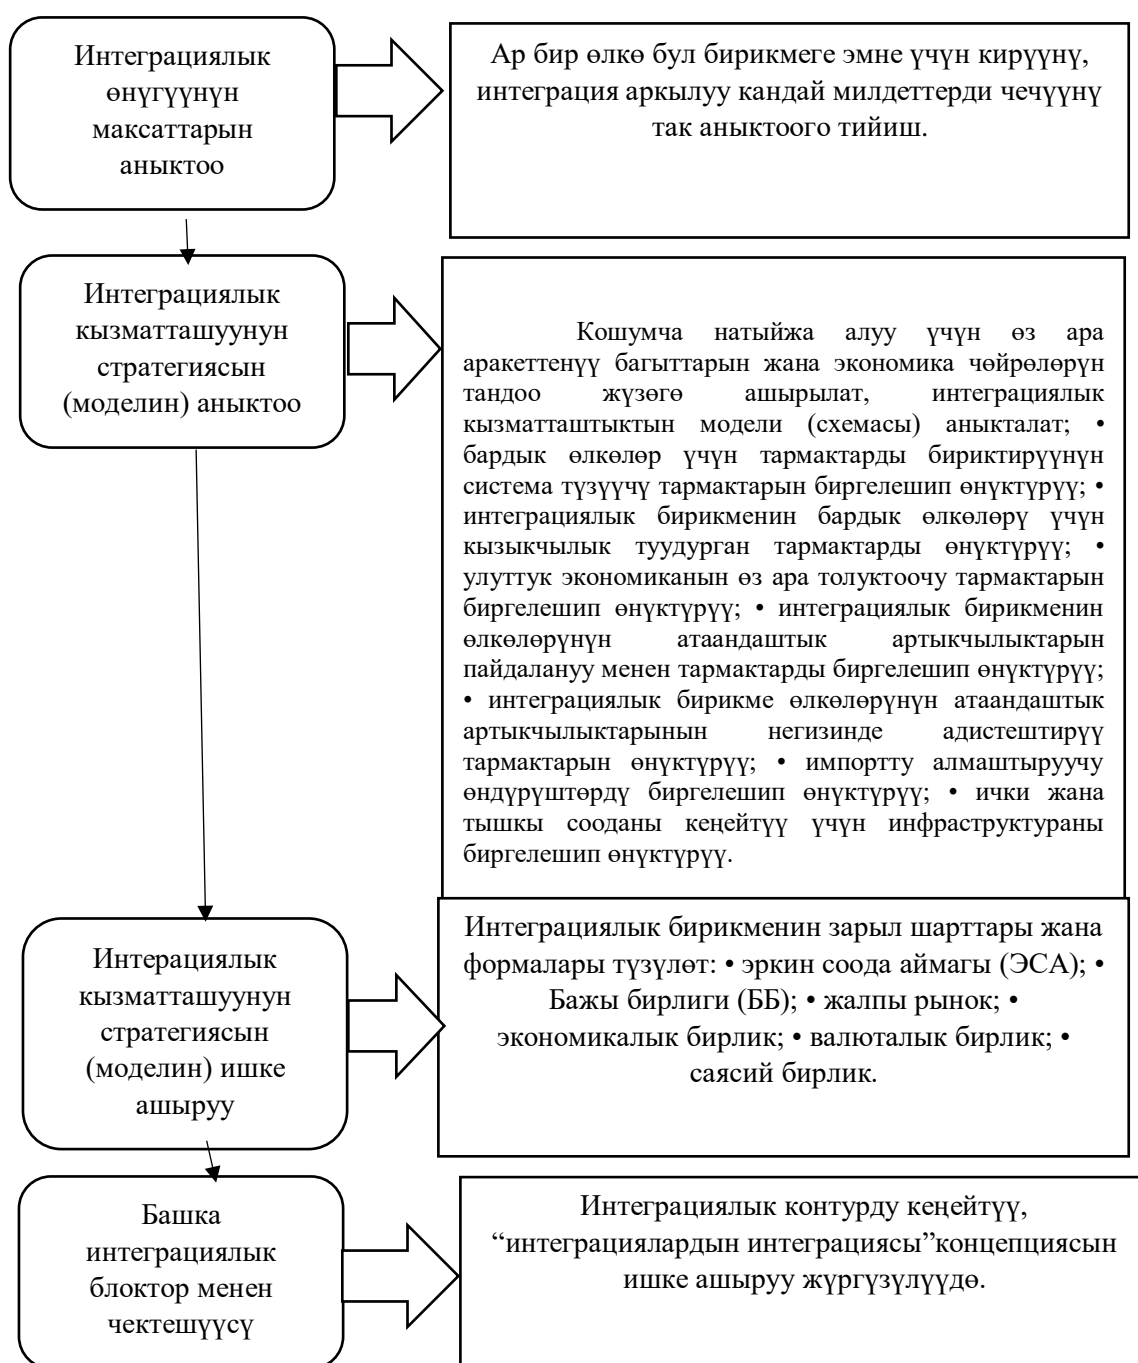 Интеграциялык
өнүгүүнүн
максаттарын
аныктоо
Ар бир өлкө бул бирикмеге эмне үчүн кирүүнү,
интеграция аркылуу кандай милдеттерди чечүүнү
так аныктоого тийиш.
Интеграциялык
кызматташуунун
стратегиясын
(моделин) аныктоо
Кошумча натыйжа алуу үчүн өз ара
аракеттенүү багыттарын жана экономика чөйрөлөрүн
тандоо жүзөгө ашырылат, интеграциялык
кызматташтыктын модели (схемасы) аныкталат; •
бардык өлкөлөр үчүн тармактарды бириктирүүнүн
система түзүүчү тармактарын биргелешип өнүктүрүү; •
интеграциялык бирикменин бардык өлкөлөрү үчүн
кызыкчылык туудурган тармактарды өнүктүрүү; •
улуттук экономиканын өз ара толуктоочу тармактарын
биргелешип өнүктүрүү; • интеграциялык бирикменин
өлкөлөрүнүн атаандаштык артыкчылыктарын
пайдалануу менен тармактарды биргелешип өнүктүрүү;
• интеграциялык бирикме өлкөлөрүнүн атаандаштык
артыкчылыктарынын негизинде адистештирүү
тармактарын өнүктүрүү; • импортту алмаштыруучу
өндүрүштөрдү биргелешип өнүктүрүү; • ички жана
тышкы сооданы кеңейтүү үчүн инфраструктураны
биргелешип өнүктүрүү.
Интерациялык
кызматташуунун
стратегиясын
(моделин) ишке
ашыруу
Интеграциялык бирикменин зарыл шарттары жана
формалары түзүлөт: • эркин соода аймагы (ЭСА); •
Бажы бирлиги (ББ); • жалпы рынок; •
экономикалык бирлик; • валюталык бирлик; •
саясий бирлик.
Башка
интеграциялык
блоктор менен
чектешүүсү
Интеграциялык контурду кеңейтүү,
“интеграциялардын интеграциясы”концепциясын
ишке ашыруу жүргүзүлүүдө.